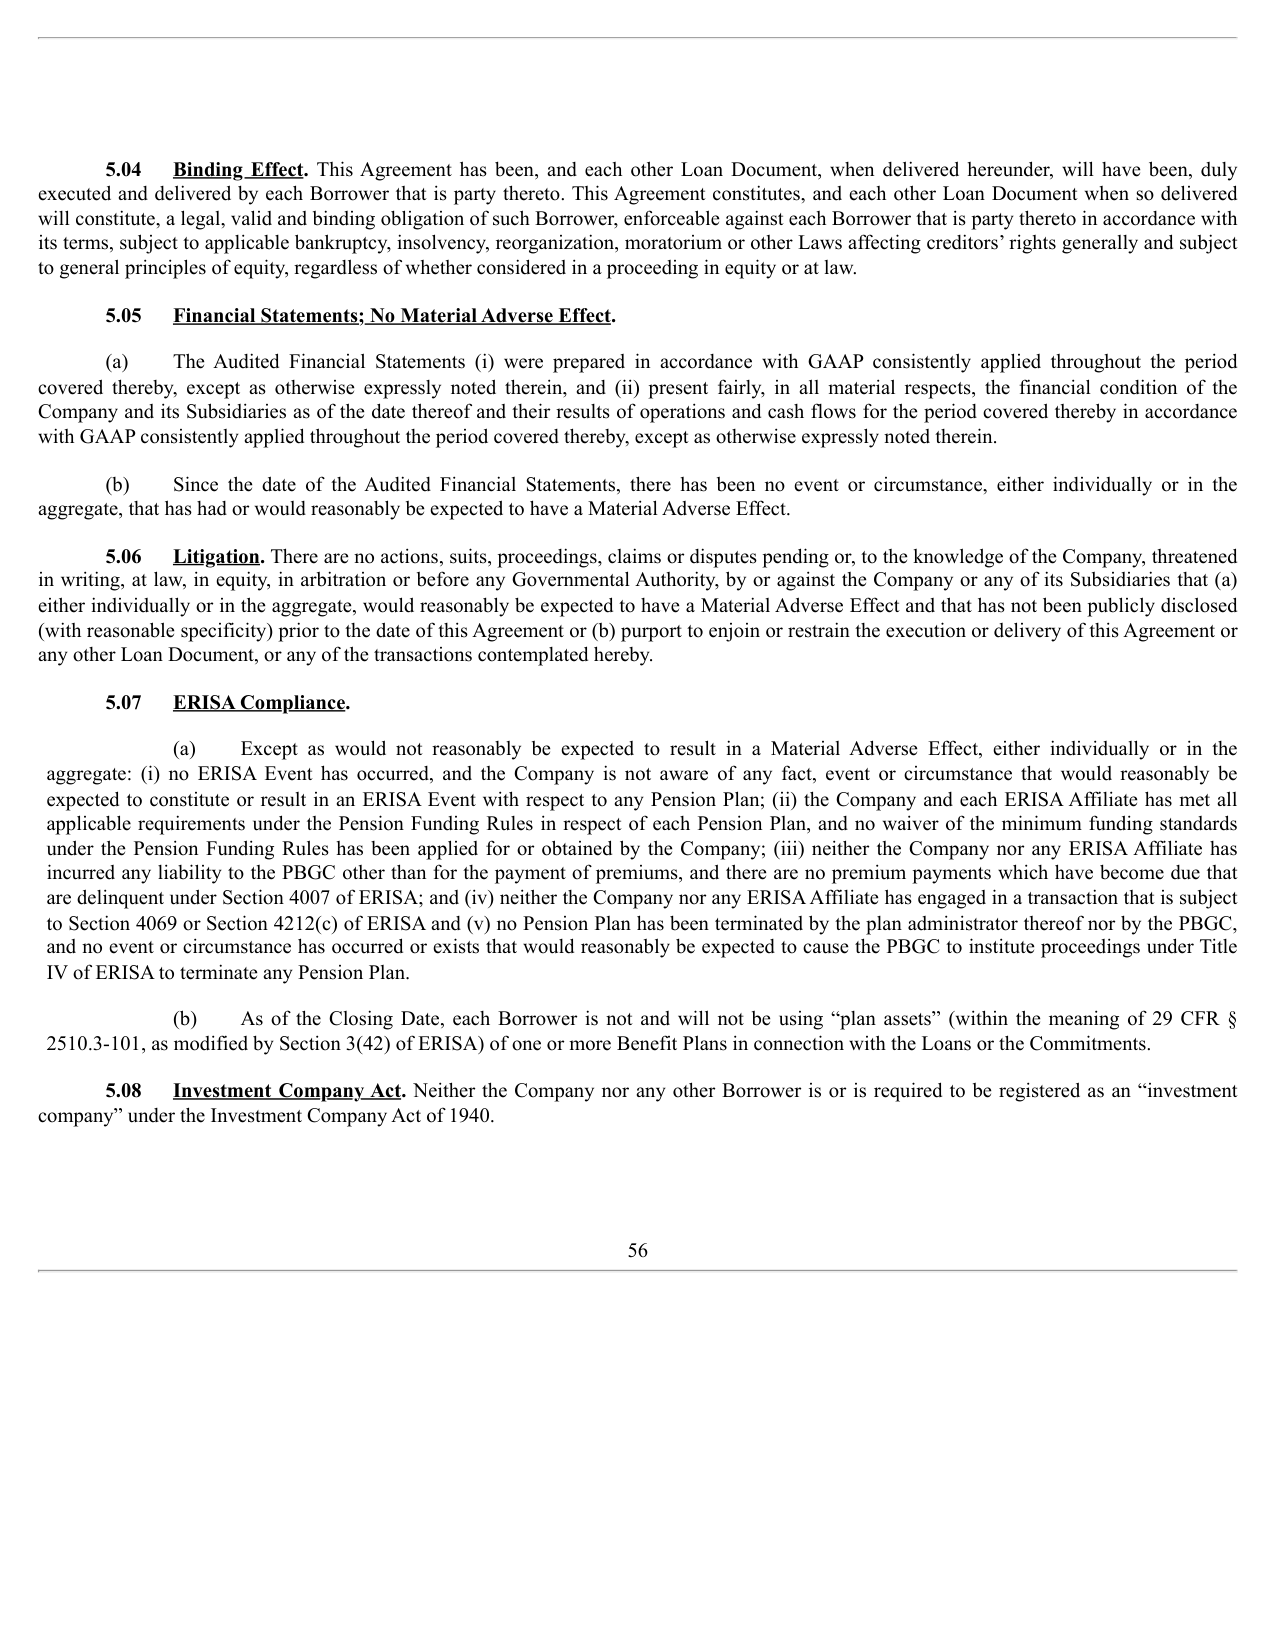 5.04 Binding Effect. This Agreement has been, and each other Loan Document, when delivered hereunder, will have been, duly
executed and delivered by each Borrower that is party thereto. This Agreement constitutes, and each other Loan Document when so delivered
will constitute, a legal, valid and binding obligation of such Borrower, enforceable against each Borrower that is party thereto in accordance with
its terms, subject to applicable bankruptcy, insolvency, reorganization, moratorium or other Laws affecting creditors’ rights generally and subject
to general principles of equity, regardless of whether considered in a proceeding in equity or at law.
5.05 Financial Statements; No Material Adverse Effect.
(a) The Audited Financial Statements (i) were prepared in accordance with GAAP consistently applied throughout the period
covered thereby, except as otherwise expressly noted therein, and (ii) present fairly, in all material respects, the financial condition of the
Company and its Subsidiaries as of the date thereof and their results of operations and cash flows for the period covered thereby in accordance
with GAAP consistently applied throughout the period covered thereby, except as otherwise expressly noted therein.
(b) Since the date of the Audited Financial Statements, there has been no event or circumstance, either individually or in the
aggregate, that has had or would reasonably be expected to have a Material Adverse Effect.
5.06 Litigation. There are no actions, suits, proceedings, claims or disputes pending or, to the knowledge of the Company, threatened
in writing, at law, in equity, in arbitration or before any Governmental Authority, by or against the Company or any of its Subsidiaries that (a)
either individually or in the aggregate, would reasonably be expected to have a Material Adverse Effect and that has not been publicly disclosed
(with reasonable specificity) prior to the date of this Agreement or (b) purport to enjoin or restrain the execution or delivery of this Agreement or
any other Loan Document, or any of the transactions contemplated hereby.
5.07 ERISA Compliance.
(a) Except as would not reasonably be expected to result in a Material Adverse Effect, either individually or in the
aggregate: (i) no ERISA Event has occurred, and the Company is not aware of any fact, event or circumstance that would reasonably be
expected to constitute or result in an ERISA Event with respect to any Pension Plan; (ii) the Company and each ERISA Affiliate has met all
applicable requirements under the Pension Funding Rules in respect of each Pension Plan, and no waiver of the minimum funding standards
under the Pension Funding Rules has been applied for or obtained by the Company; (iii) neither the Company nor any ERISA Affiliate has
incurred any liability to the PBGC other than for the payment of premiums, and there are no premium payments which have become due that
are delinquent under Section 4007 of ERISA; and (iv) neither the Company nor any ERISA Affiliate has engaged in a transaction that is subject
to Section 4069 or Section 4212(c) of ERISA and (v) no Pension Plan has been terminated by the plan administrator thereof nor by the PBGC,
and no event or circumstance has occurred or exists that would reasonably be expected to cause the PBGC to institute proceedings under Title
IV of ERISA to terminate any Pension Plan.
(b) As of the Closing Date, each Borrower is not and will not be using “plan assets” (within the meaning of 29 CFR §
2510.3-101, as modified by Section 3(42) of ERISA) of one or more Benefit Plans in connection with the Loans or the Commitments.
5.08 Investment Company Act. Neither the Company nor any other Borrower is or is required to be registered as an “investment
company” under the Investment Company Act of 1940.
56